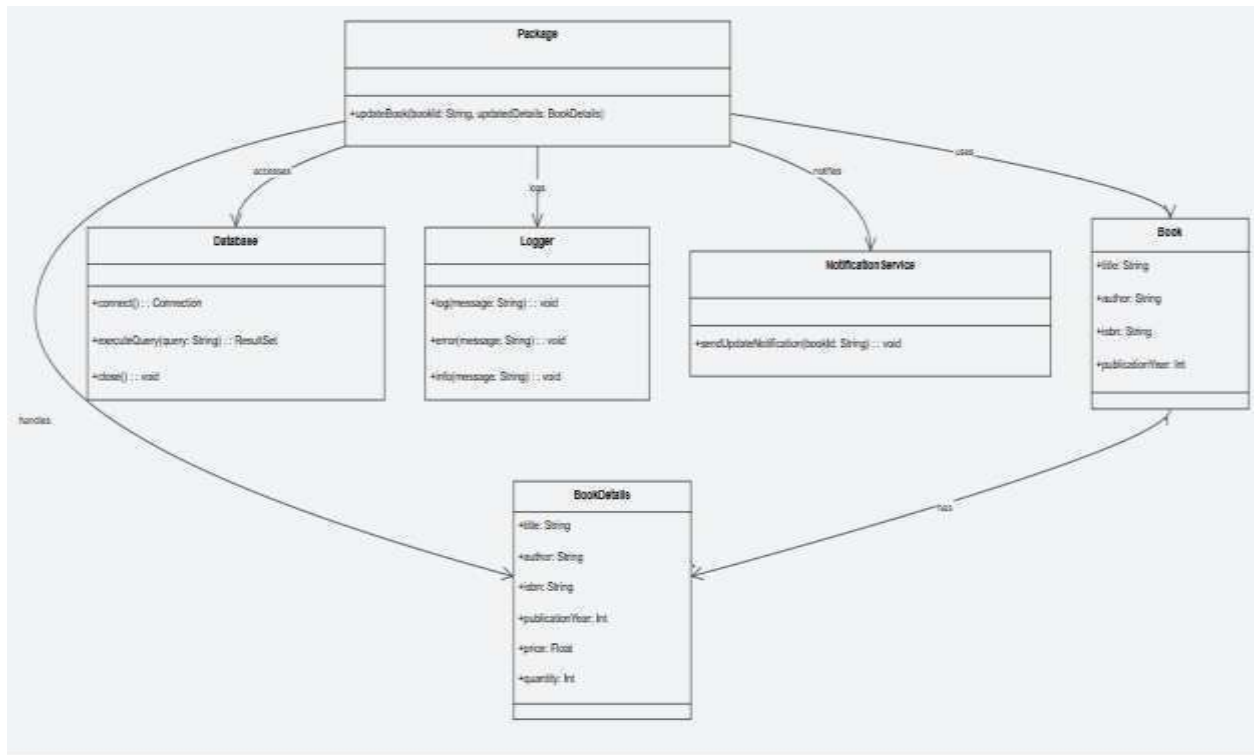 Package
+updateBook(bookId: String, updatedDetails: BookDetails)
accesses
logs
notifies
uses
Database
+connect() : : Connection
+executeQuery(query: String) : : ResultSet
+close() : : void
Logger
+log(message: String) : : void
+error(message: String) : : void
+info(message: String) : : void
NotificationService
+sendUpdateNotification(bookId: String) : : void
Book
+title: String
+author: String
+isbn: String
+publicationYear: Int
handles
1
has
BookDetails
+title: String
+author: String
+isbn: String
+publicationYear: Int
+price: Float
+quantity: Int